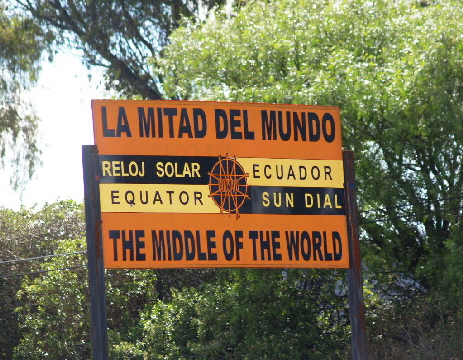 LA MITAD DEL MUNDO
RELOJ SOLAR ECUADOR
EQUATOR SUN DIAL
THE MIDDLE OF THE WORLD